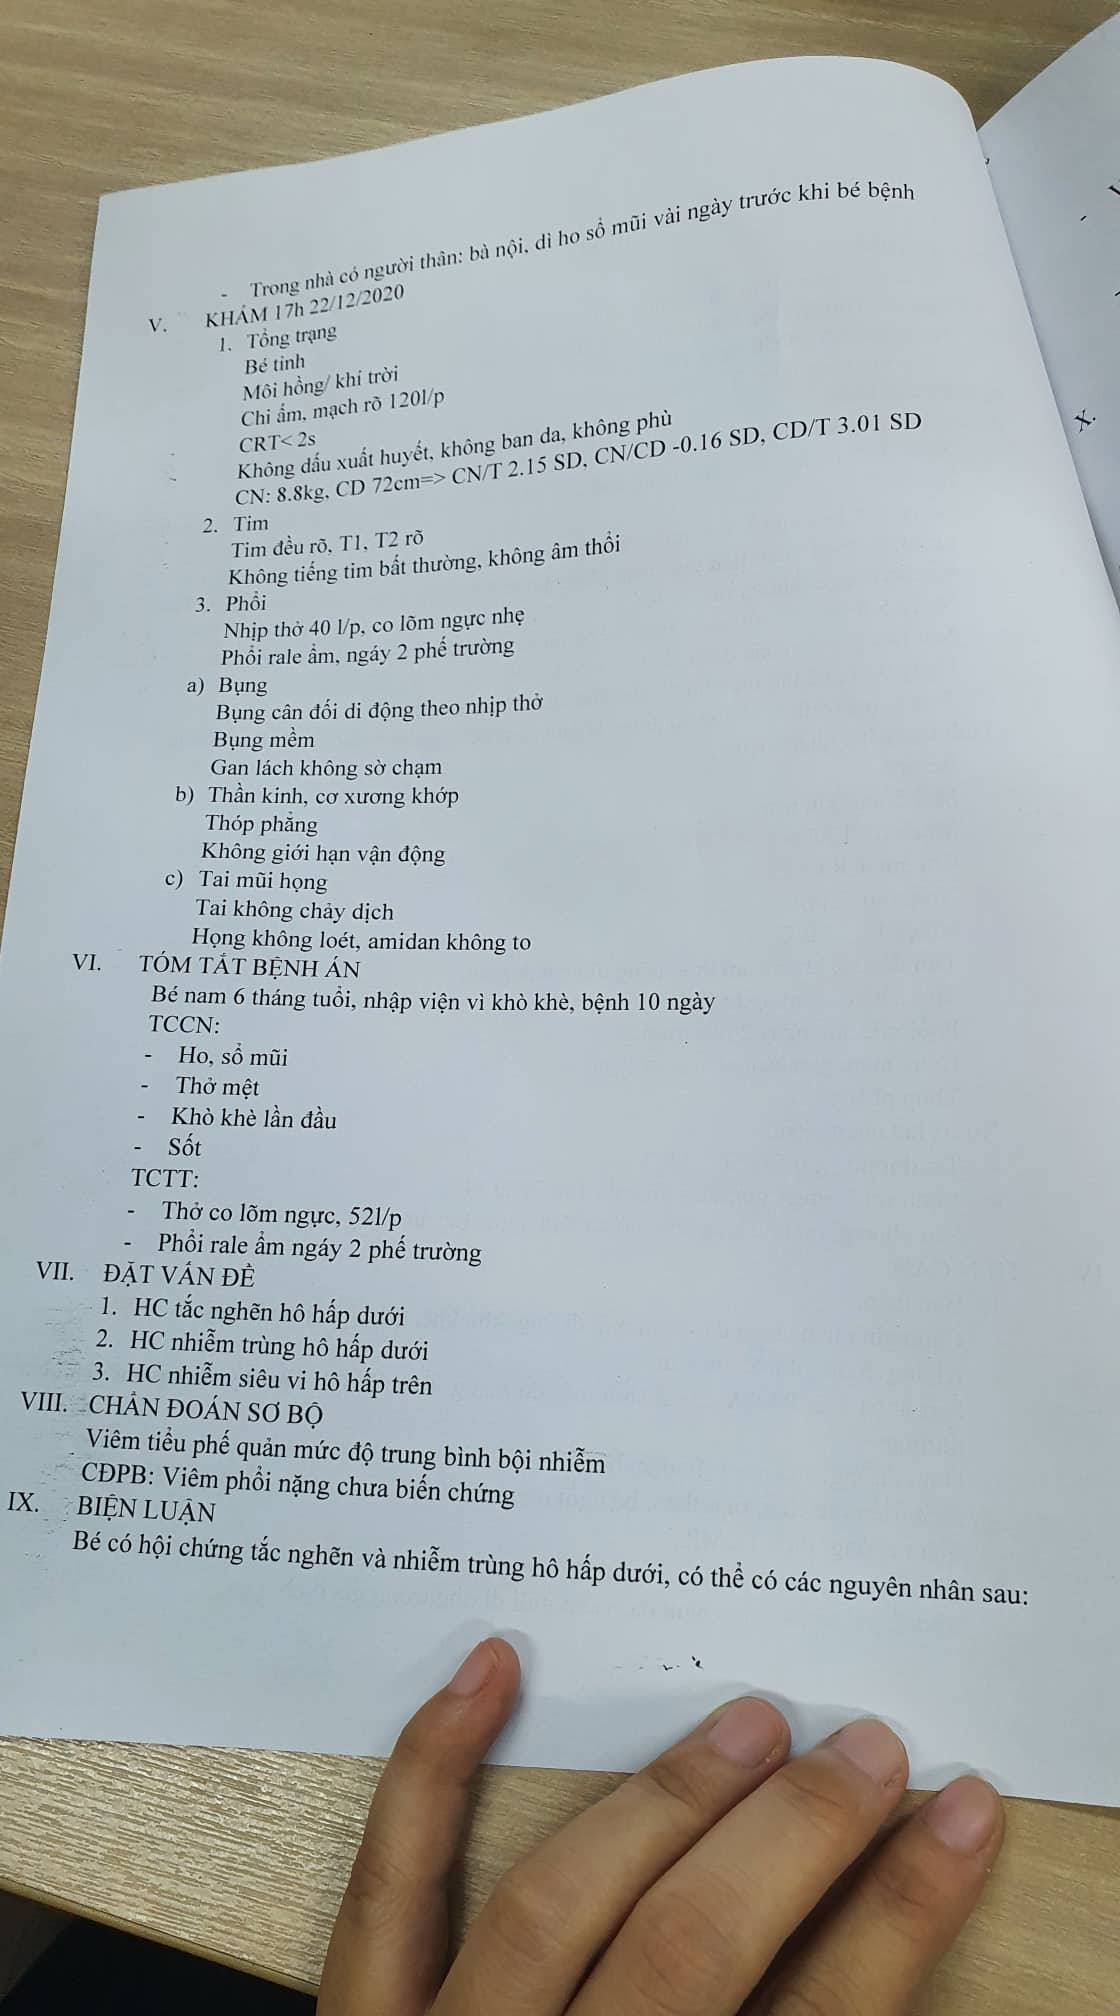 - Trong nhà có người thân: bà nội, dì ho sổ mũi vài ngày trước khi bé bệnh
V. KHÁM 17h 22/12/2020
1. Tổng trạng
Bé tỉnh
Môi hồng/ khí trời
Chi ấm, mạch rõ 120l/p
CRT< 2s
Không dấu xuất huyết, không ban da, không phù
CN: 8.8kg, CD 72cm=> CN/T 2.15 SD, CN/CD -0.16 SD, CD/T 3.01 SD
2. Tim
Tim đều rõ, T1, T2 rõ
Không tiếng tim bất thường, không âm thổi
3. Phổi
Nhịp thở 40 l/p, co lõm ngực nhẹ
Phổi rale ẩm, ngáy 2 phế trường
a) Bụng
Bụng cân đối di động theo nhịp thở
Bụng mềm
Gan lách không sờ chạm
b) Thần kinh, cơ xương khớp
Thóp phẳng
Không giới hạn vận động
c) Tai mũi họng
Tai không chảy dịch
Họng không loét, amidan không to
VI. TÓM TẮT BỆNH ÁN
Bé nam 6 tháng tuổi, nhập viện vì khò khè, bệnh 10 ngày
TCCN:
- Ho, sổ mũi
- Thở mệt
- Khò khè lần đầu
- Sốt
TCTT:
- Thở co lõm ngực, 52l/p
- Phổi rale ẩm ngáy 2 phế trường
VII. ĐẶT VẤN ĐỀ
1. HC tắc nghẽn hô hấp dưới
2. HC nhiễm trùng hô hấp dưới
3. HC nhiễm siêu vi hô hấp trên
VIII. CHẨN ĐOÁN SƠ BỘ
Viêm tiểu phế quản mức độ trung bình bội nhiễm
CĐPB: Viêm phổi nặng chưa biến chứng
IX. BIỆN LUẬN
Bé có hội chứng tắc nghẽn và nhiễm trùng hô hấp dưới, có thể có các nguyên nhân sau:
X.